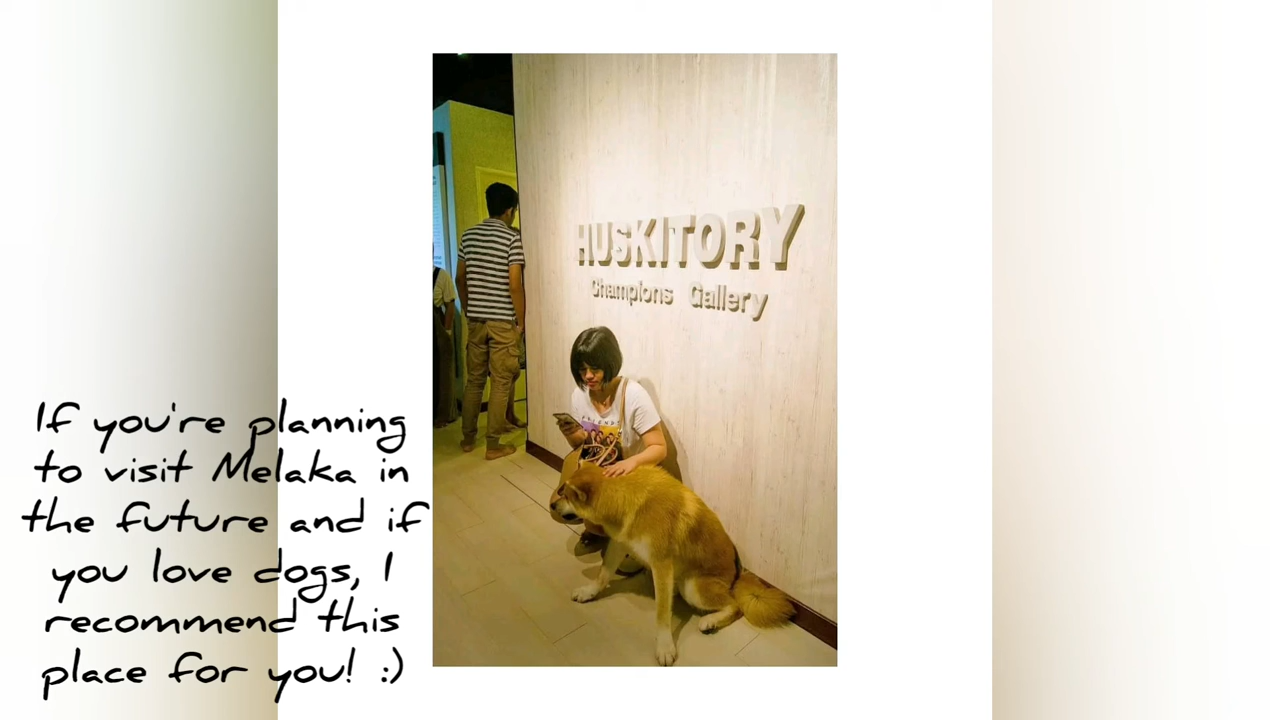 HUSKITORY
Champions Gallery
If you're planning
to visit Melaka in
the future and if
you love dogs, I
recommend this
place for you! :)